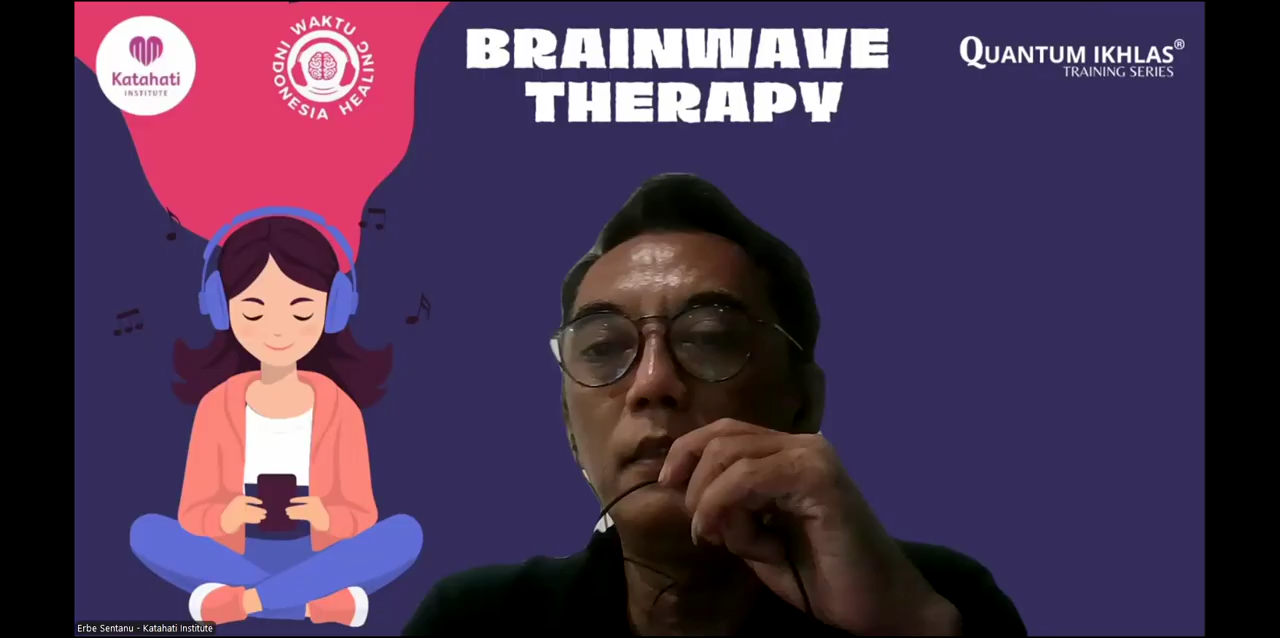 Katahati
INSTITUTE
WAKTU
INDONESIA HEALING
BRAINWAVE
THERAPY
QUANTUM IKHLAS®
TRAINING SERIES
Erbe Sentanu - Katahati Institute